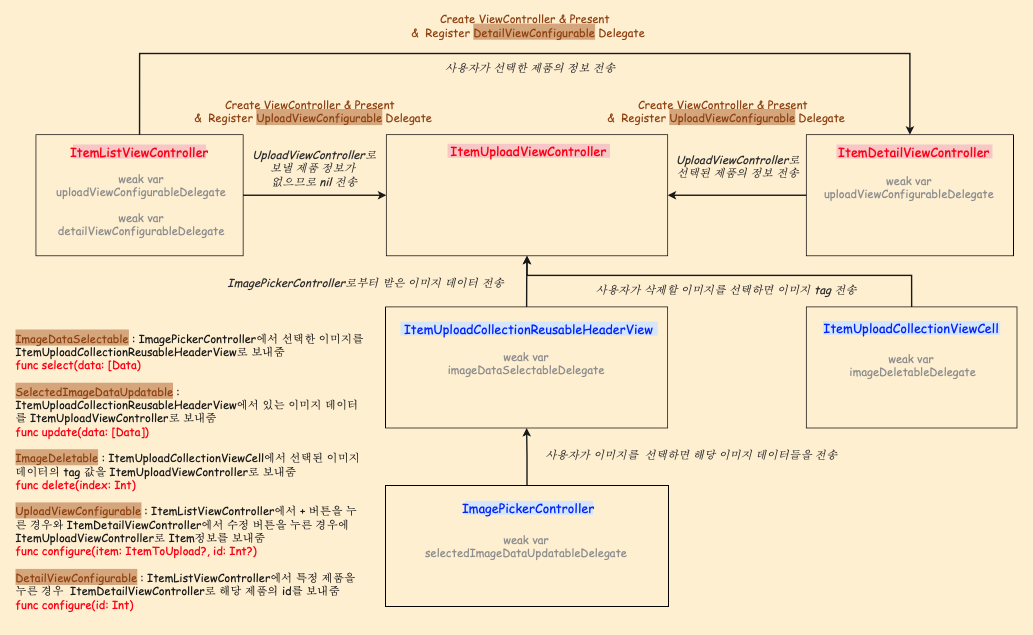 Create ViewController & Present
& Register DetailViewConfigurable Delegate
사용자가 선택한 제품의 정보 전송
Create ViewController & Present
& Register UploadViewConfigurable Delegate
Create ViewController & Present
& Register UploadViewConfigurable Delegate
ItemListViewController
weak var
uploadViewConfigurableDelegate
weak var
detailViewConfigurableDelegate
UploadViewController로
보낼 제품 정보가
없으므로 nil 전송
ItemUploadViewController
UploadViewController로
선택된 제품의 정보 전송
ItemDetailViewController
weak var
uploadViewConfigurableDelegate
ImagePickerController로부터 받은 이미지 데이터 전송
사용자가 삭제할 이미지를 선택하면 이미지 tag 전송
ItemUploadCollectionReusableHeaderView
weak var
imageDataSelectableDelegate
ItemUploadCollectionViewCell
weak var
imageDeletableDelegate
사용자가 이미지를 선택하면 해당 이미지 데이터들을 전송
ImagePickerController
weak var
selectedImageDataUpdatableDelegate
ImageDataSelectable : ImagePickerController에서 선택한 이미지를
ItemUploadCollectionReusableHeaderView로 보내줌
func select(data: [Data)
SelectedImageDataUpdatable :
ItemUploadCollectionReusableHeaderView에서 있는 이미지 데이터
를 ItemUploadViewController로 보내줌
func update(data: [Data])
ImageDeletable : ItemUploadCollectionViewCell에서 선택된 이미지
데이터의 tag 값을 ItemUploadViewController로 보내줌
func delete(index: Int)
UploadViewConfigurable : ItemListViewController에서 + 버튼을 누
른 경우와 ItemDetailViewController에서 수정 버튼을 누른 경우에
ItemUploadViewController로 Item정보를 보내줌
func configure(item: ItemToUpload?, id: Int?)
DetailViewConfigurable : ItemListViewController에서 특정 제품을
누른 경우 ItemDetailViewController로 해당 제품의 id를 보내줌
func configure(id: Int)